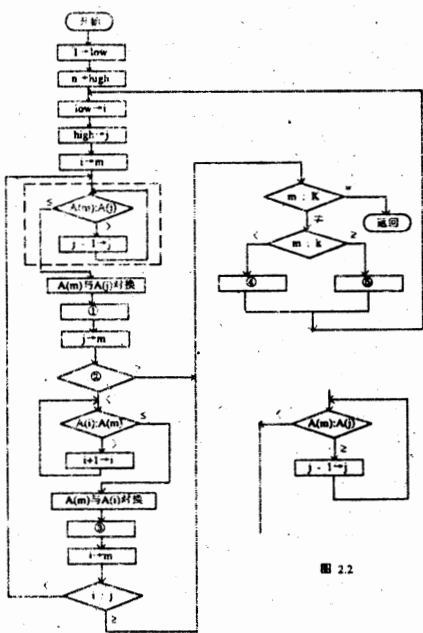 开始
1→low
n→high
low→i
high→j
i→m
A(m):A(j)
≤
>
j-1→j
A(m)与A(j)对换
①
j→m
②
<
A(i):A(m)
≤
>
i+1→i
A(m)与A(i)对换
③
i→m
i:j
<
≥
m:K
返回
≠
m:k
<
≥
④
⑤
A(m):A(j)
<
≥
j-1→j
图 2.2